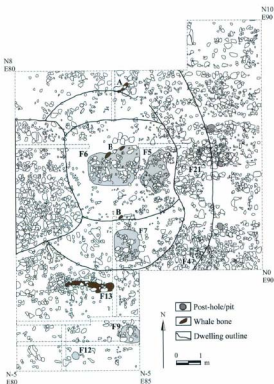 N10
E90
N8
E80
A
B
F6
F5
F21
B
F7
F4
N0
E90
F13
Post-hole/pit
Whale bone
Dwelling outline
F9
F12
N
0 1
m
N-5
E80
N-5
E85